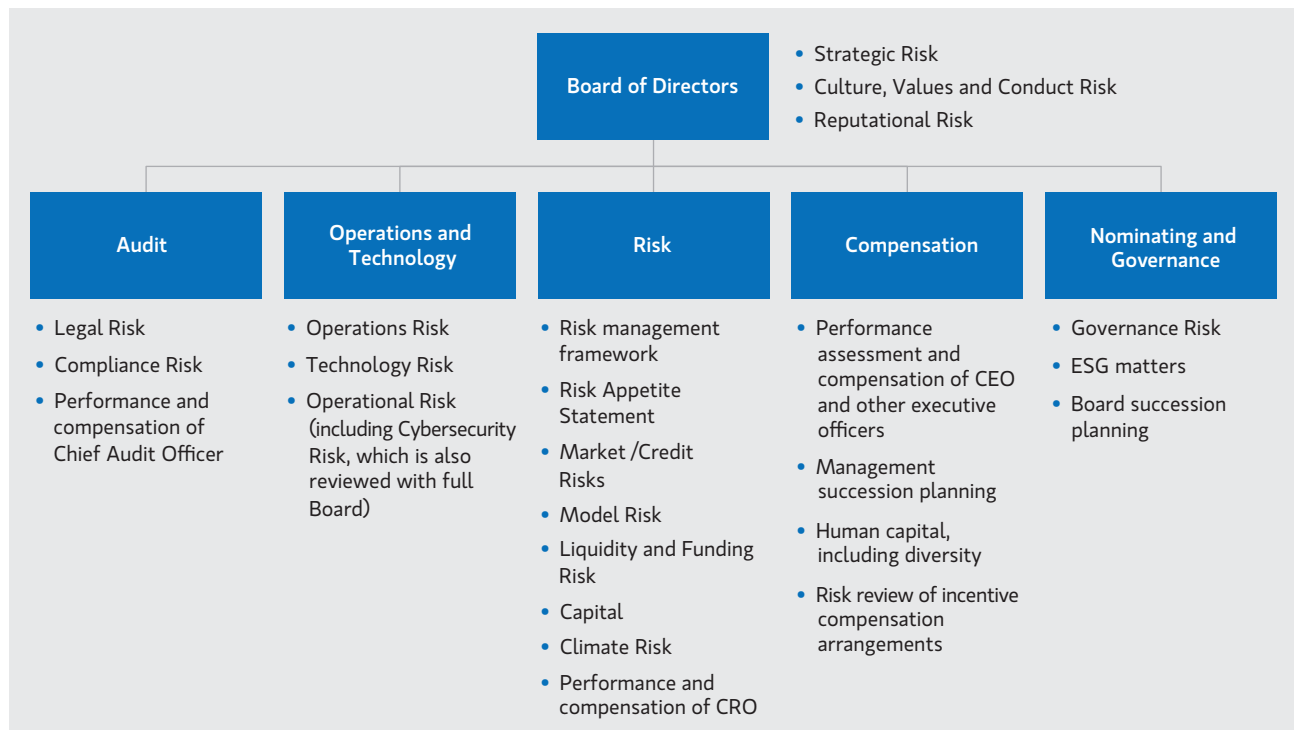 Board of Directors
• Strategic Risk
• Culture, Values and Conduct Risk
• Reputational Risk
Audit
• Legal Risk
• Compliance Risk
• Performance and
compensation of
Chief Audit Officer
Operations and
Technology
• Operations Risk
• Technology Risk
• Operational Risk
(including Cybersecurity
Risk, which is also
reviewed with full
Board)
Risk
• Risk management
framework
• Risk Appetite
Statement
• Market /Credit
Risks
• Model Risk
• Liquidity and Funding
Risk
• Capital
• Climate Risk
• Performance and
compensation of CRO
Compensation
• Performance
assessment and
compensation of CEO
and other executive
officers
• Management
succession planning
• Human capital,
including diversity
• Risk review of incentive
compensation
arrangements
Nominating and
Governance
• Governance Risk
• ESG matters
• Board succession
planning